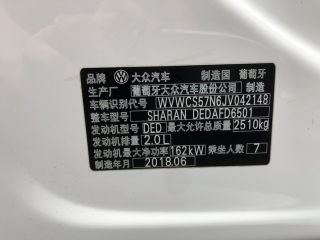 品牌 大众汽车 制造国 葡萄牙
生产厂 葡萄牙大众汽车股份公司
车辆识别代号 WVWCS57N6JV042148
整车型号 SHARAN DEDAFD6501
发动机型号 DED 最大允许总质量 2510kg
发动机排量 2.0L
发动机最大净功率 162kW 乘坐人数 7
制造年月 2018.06